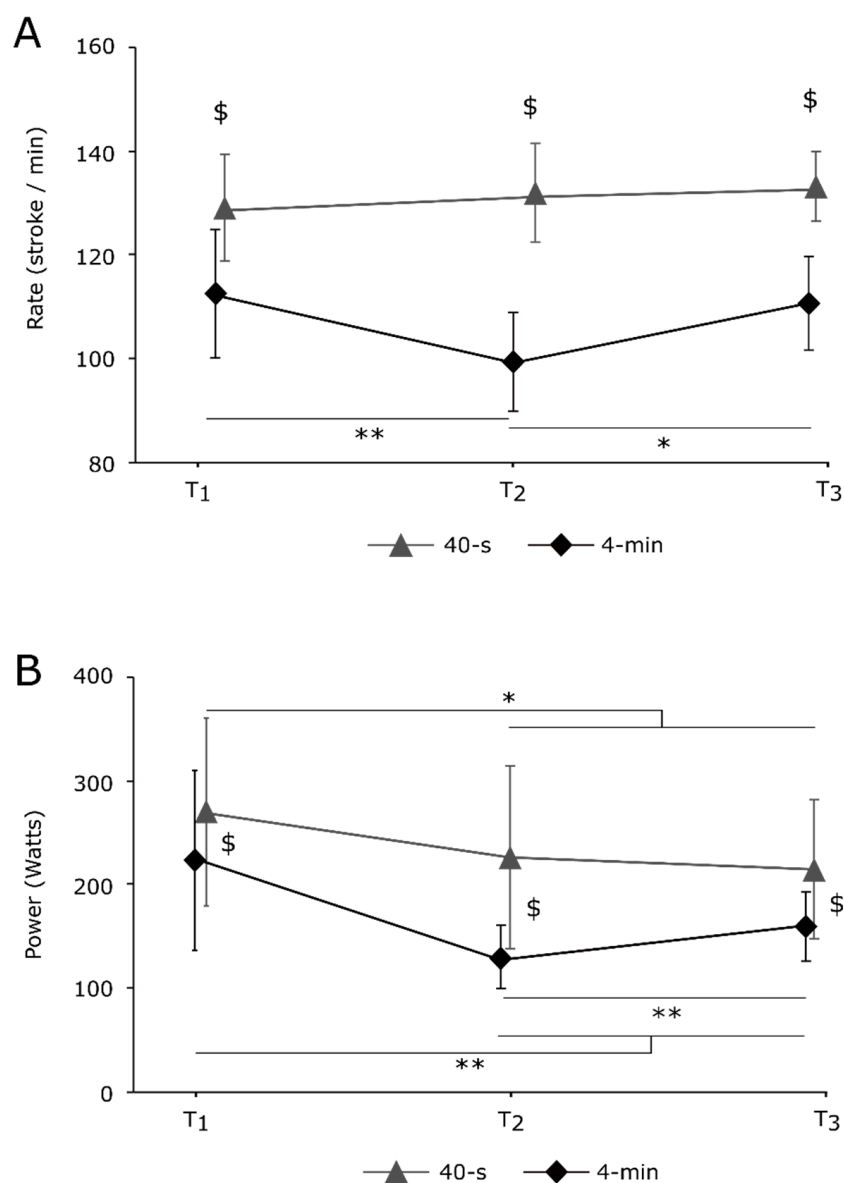 A
160
$ $ $
140
120
100
80
Rate (stroke / min)
**
*
T1 T2 T3
40-s 4-min
B
400
*
300
$
200
$ $
100
**
**
0
Power (Watts)
T1 T2 T3
40-s 4-min